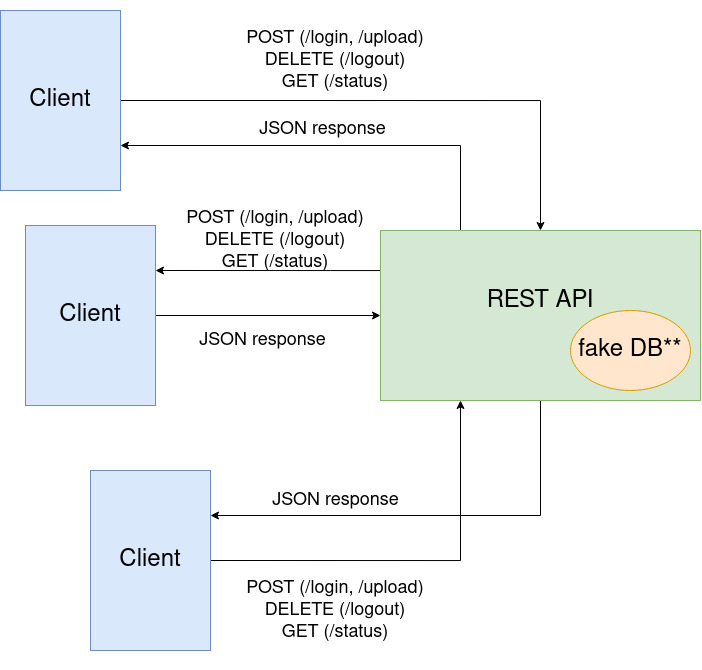 POST (/login, /upload)
DELETE (/logout)
GET (/status)
Client
JSON response
POST (/login, /upload)
DELETE (/logout)
GET (/status)
Client
JSON response
REST API
fake DB**
JSON response
Client
POST (/login, /upload)
DELETE (/logout)
GET (/status)